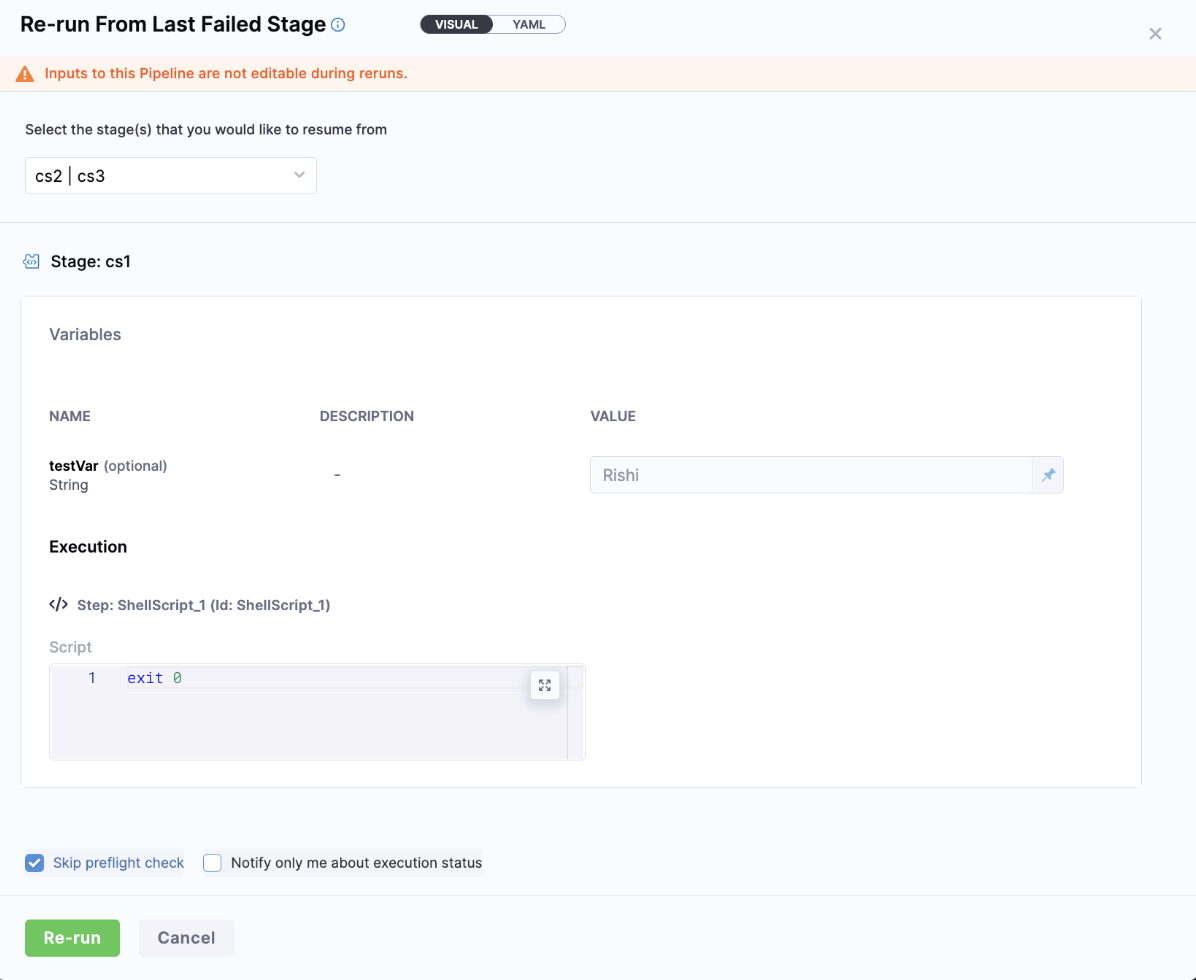 Re-run From Last Failed Stage
VISUAL YAML
Inputs to this Pipeline are not editable during reruns.
Select the stage(s) that you would like to resume from
cs2 | cs3
Stage: cs1
Variables
NAME DESCRIPTION VALUE
testVar (optional)
String
-
Rishi
Execution
</> Step: ShellScript_1 (Id: ShellScript_1)
Script
1 exit 0
Skip preflight check Notify only me about execution status
Re-run Cancel